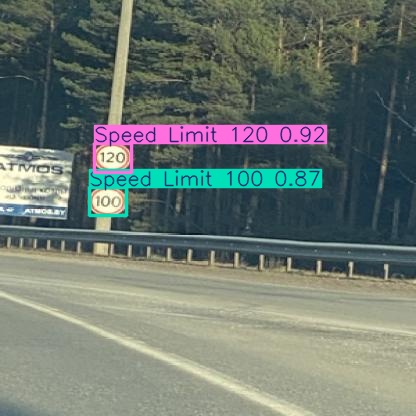 Speed Limit 120 0.92
120
Speed Limit 100 0.87
100
ATMOS
ATMOS.BY